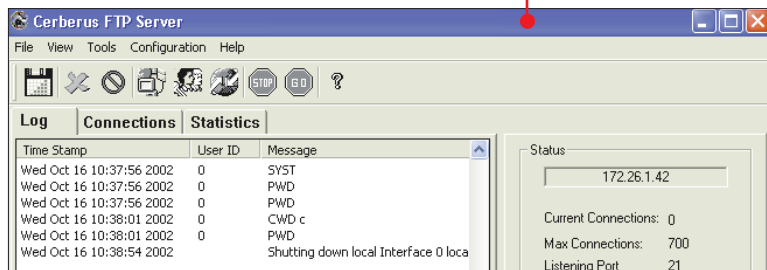 Cerberus FTP Server
File View Tools Configuration Help
STOP GO ?
Log Connections Statistics
Time Stamp User ID Message
Wed Oct 16 10:37:56 2002 0 SYST
Wed Oct 16 10:37:56 2002 0 PWD
Wed Oct 16 10:37:56 2002 0 PWD
Wed Oct 16 10:38:01 2002 0 CWD c
Wed Oct 16 10:38:01 2002 0 PWD
Wed Oct 16 10:38:54 2002 Shutting down local Interface 0 loca
Status
172.26.1.42
Current Connections: 0
Max Connections: 700
Listening Port 21